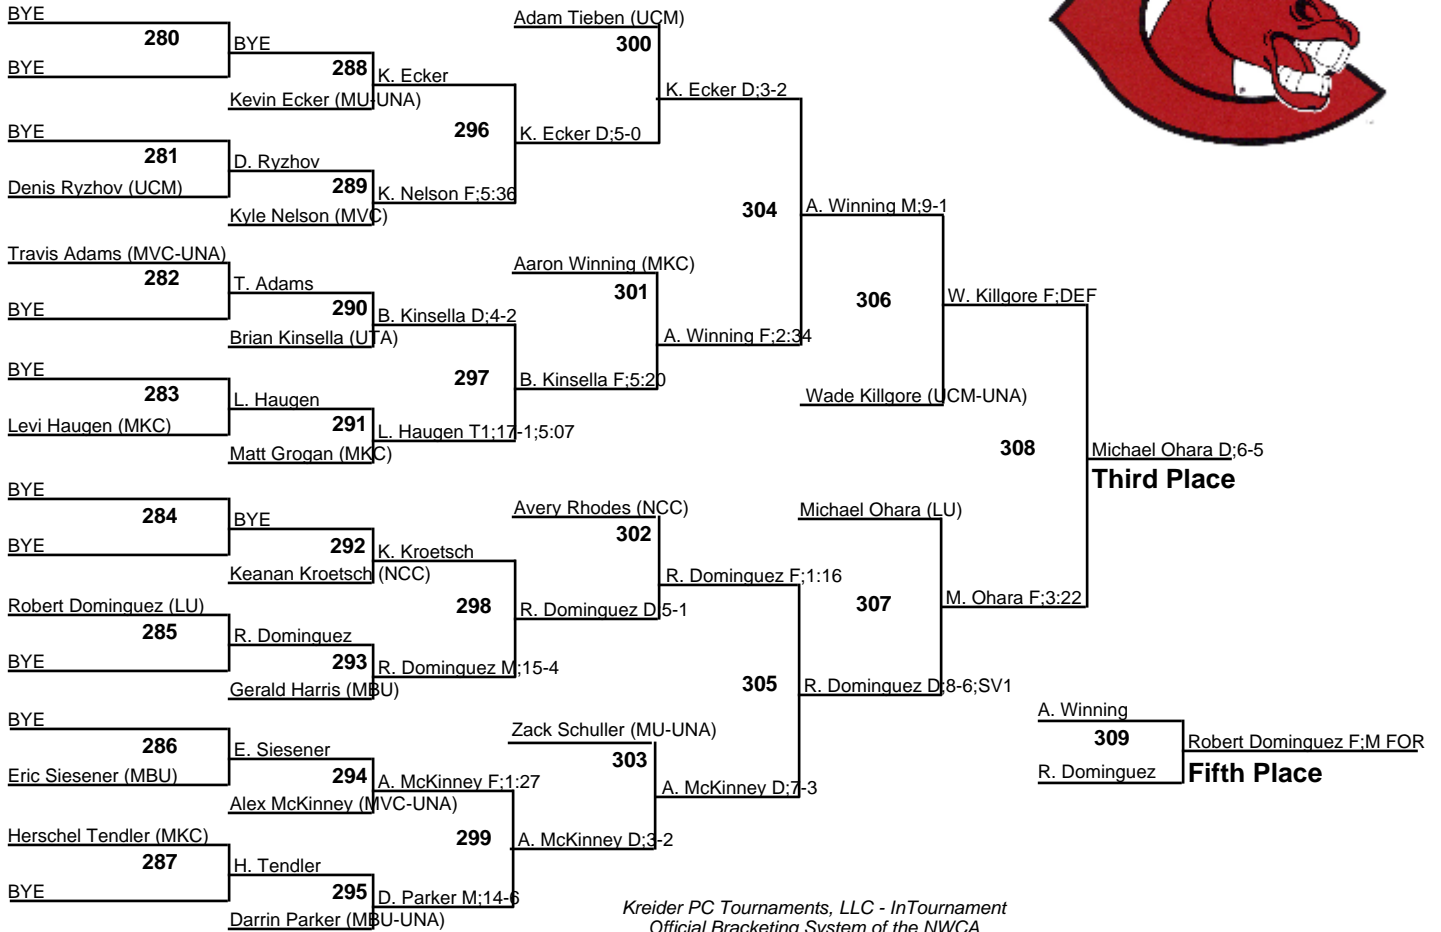 BYE
280
BYE
BYE
288
Kevin Ecker (MU-UNA)
K. Ecker
BYE
281
Denis Ryzhov (UCM)
D. Ryzhov
289
Kyle Nelson (MVC)
K. Nelson F;5:36
296
K. Ecker D;5-0
Adam Tieben (UCM)
300
K. Ecker D;3-2
Travis Adams (MVC-UNA)
282
BYE
T. Adams
290
Brian Kinsella (UTA)
B. Kinsella D;4-2
BYE
283
Levi Haugen (MKC)
L. Haugen
291
Matt Grogan (MKC)
L. Haugen T1;17-1;5:07
297
B. Kinsella F;5:20
Aaron Winning (MKC)
301
A. Winning F;2:34
304
A. Winning M;9-1
306
Wade Killgore (UCM-UNA)
W. Killgore F;DEF
BYE
284
BYE
BYE
292
Keanan Kroetsch (NCC)
K. Kroetsch
Robert Dominguez (LU)
285
BYE
R. Dominguez
293
Gerald Harris (MBU)
R. Dominguez M;15-4
298
R. Dominguez D;5-1
Avery Rhodes (NCC)
302
R. Dominguez F;1:16
BYE
286
Eric Siesener (MBU)
E. Siesener
294
Alex McKinney (MVC-UNA)
A. McKinney F;1:27
Herschel Tendler (MKC)
287
BYE
H. Tendler
295
Darrin Parker (MBU-UNA)
D. Parker M;14-6
299
A. McKinney D;3-2
Zack Schuller (MU-UNA)
303
A. McKinney D;7-3
305
R. Dominguez D;8-6;SV1
Michael Ohara (LU)
307
M. Ohara F;3:22
308
Michael Ohara D;6-5
Third Place
A. Winning
309
R. Dominguez
Robert Dominguez F;M FOR
Fifth Place
Kreider PC Tournaments, LLC - InTournament
Official Bracketing System of the NWCA